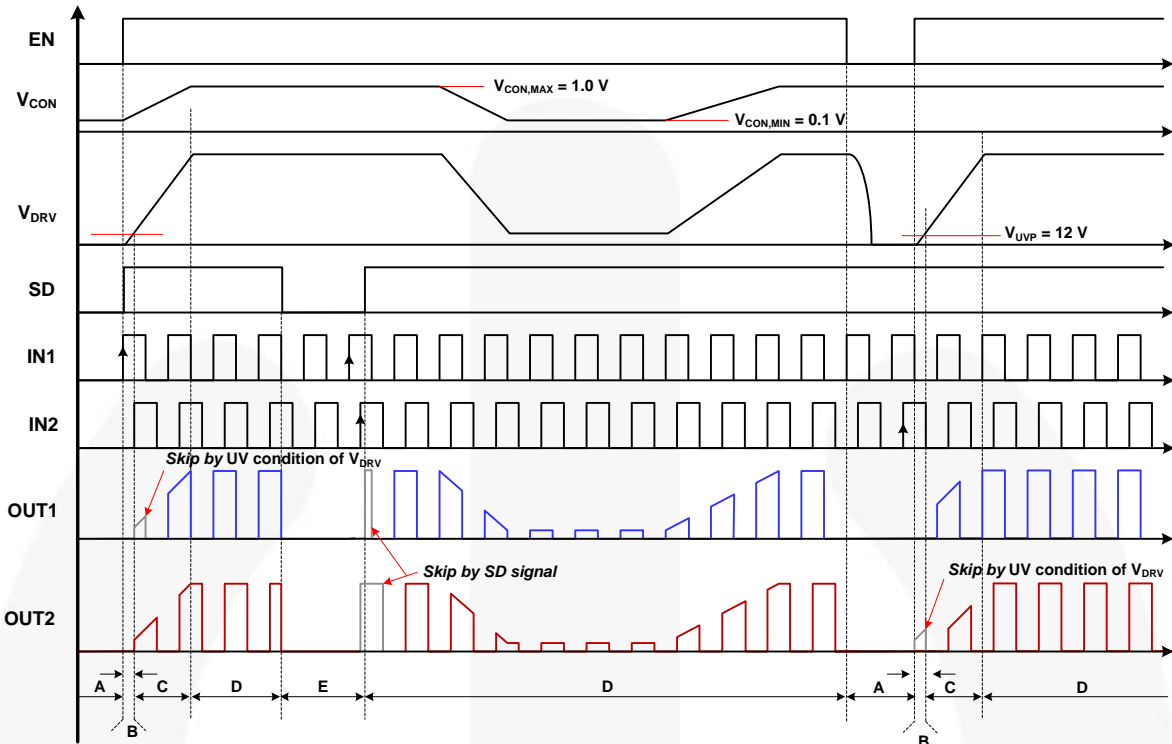 EN
V_CON
V_CON,MAX = 1.0 V
V_CON,MIN = 0.1 V
V_DRV
V_UVP = 12 V
SD
IN1
IN2
Skip by UV condition of V_DRV
OUT1
Skip by SD signal
Skip by UV condition of V_DRV
OUT2
A C D E D A C D
B B